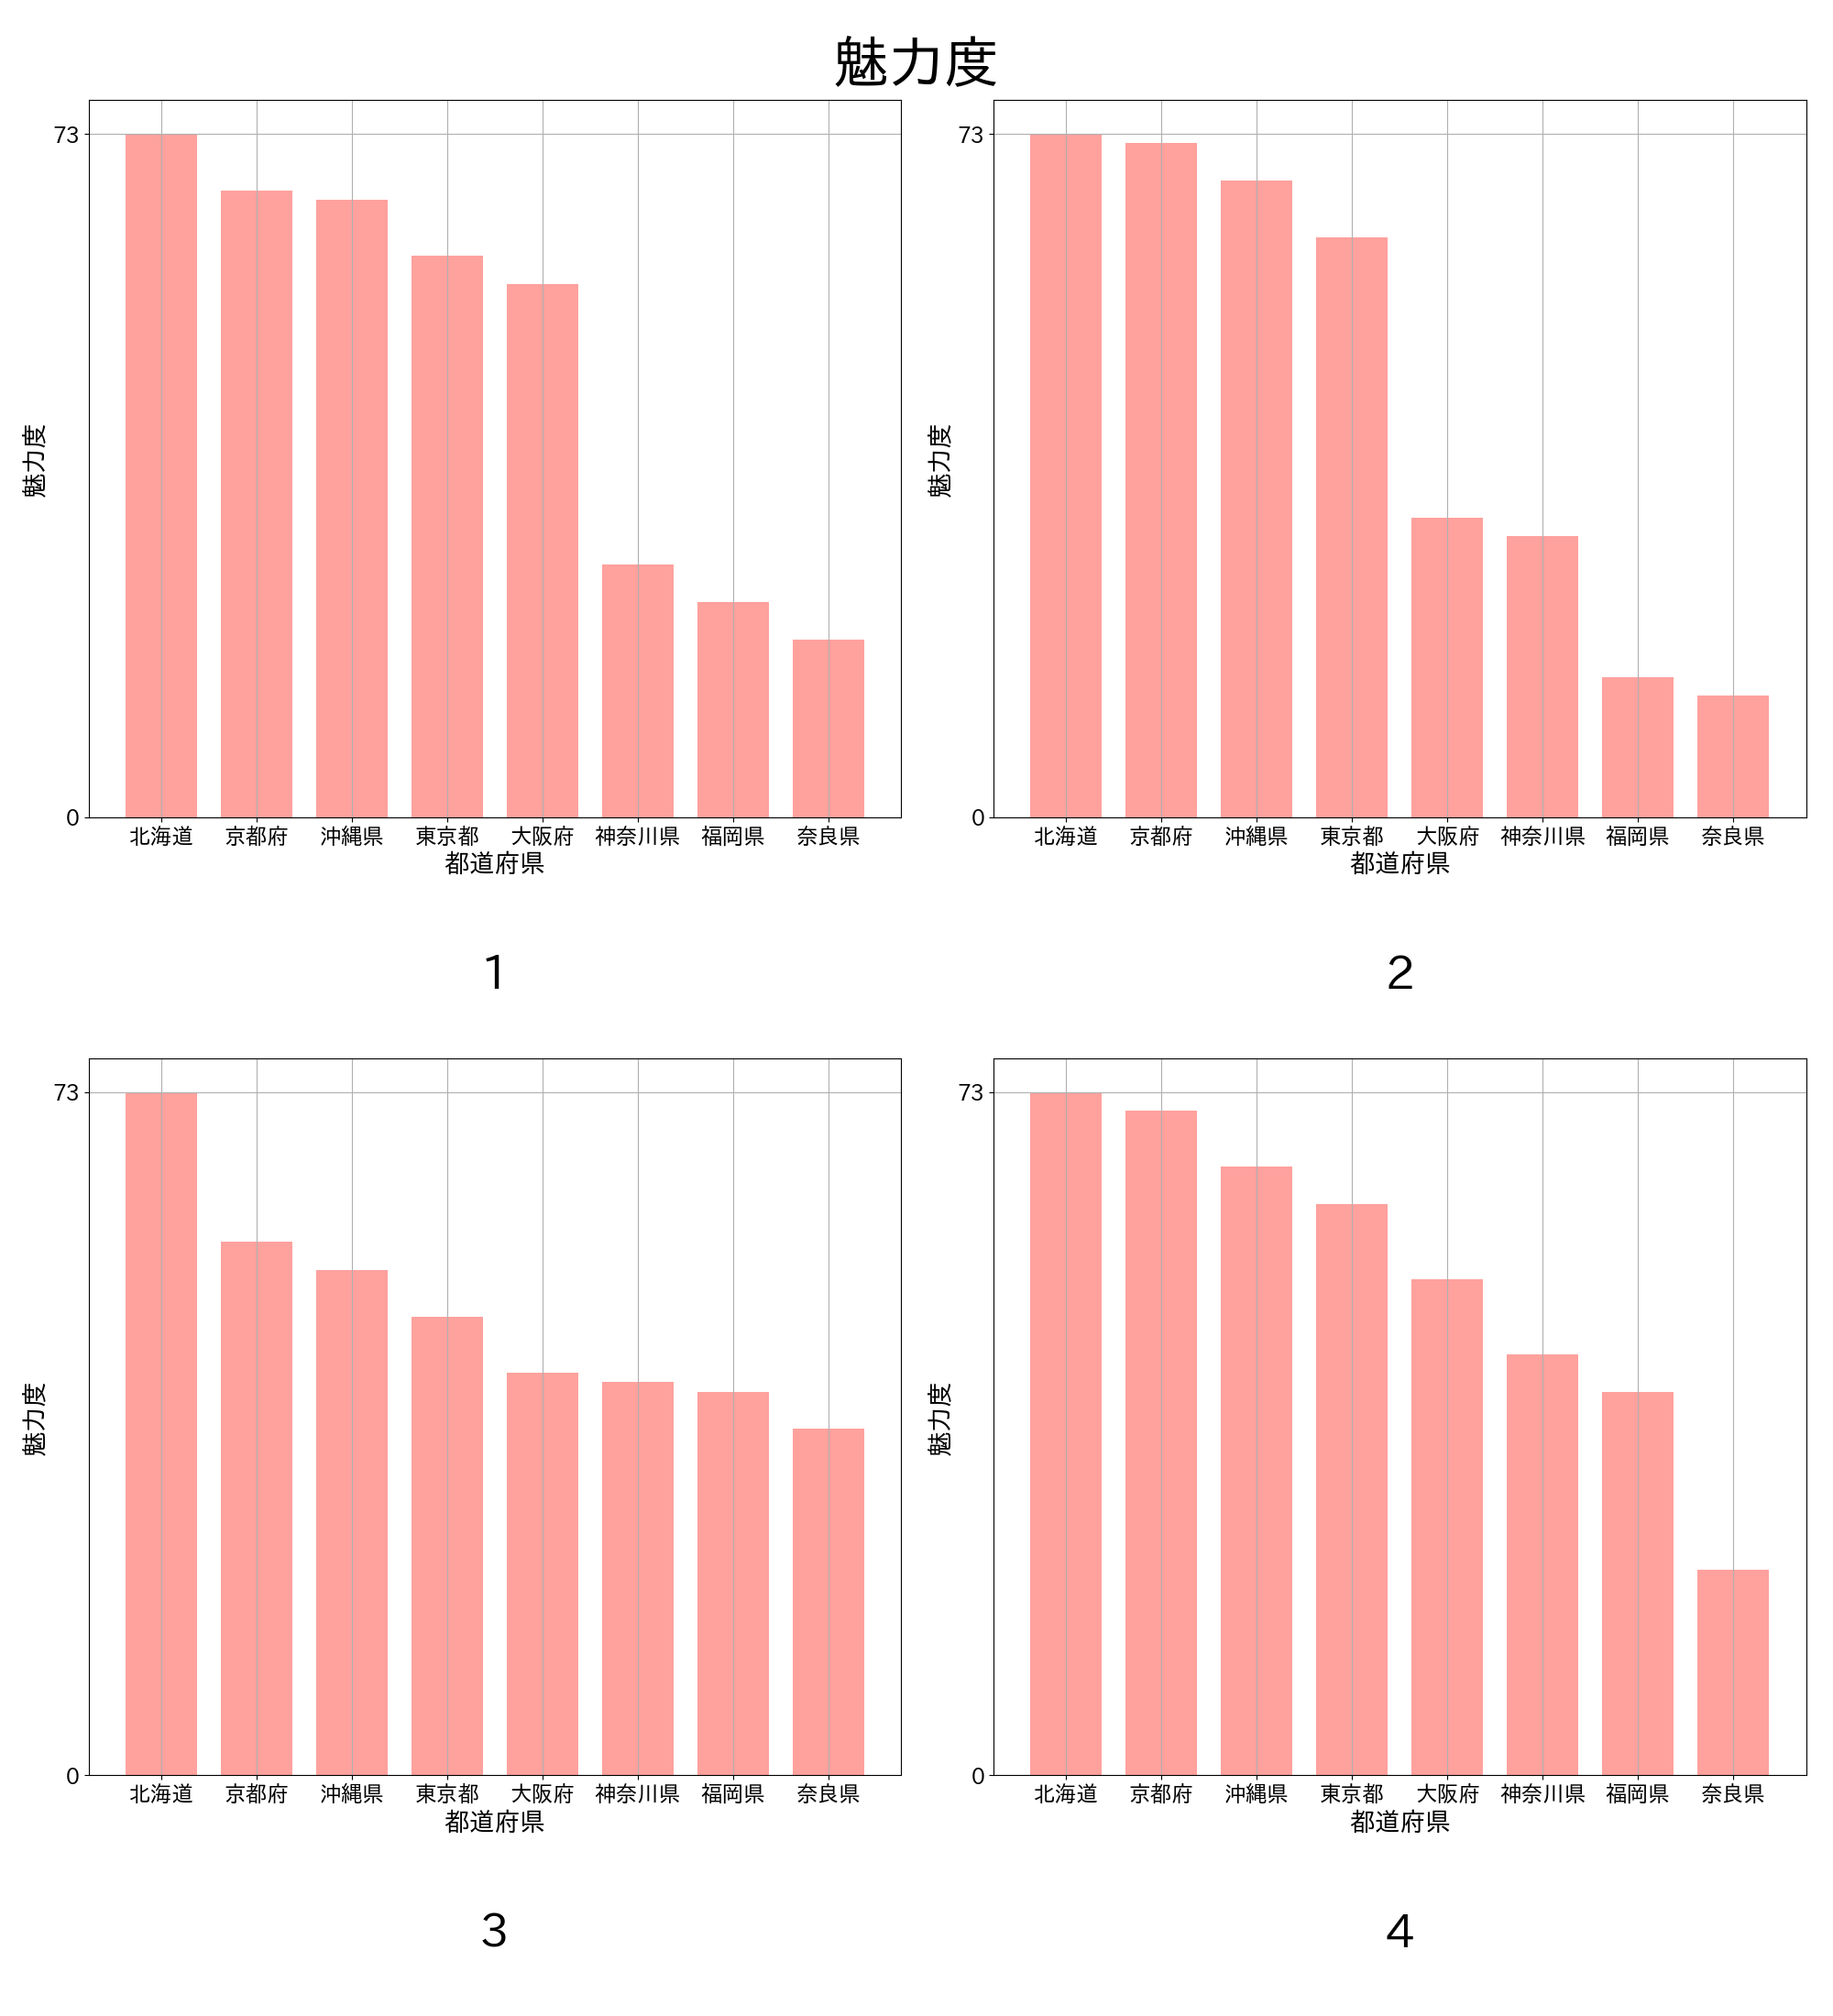 魅力度
73
0
魅力度
北海道 京都府 沖縄県 東京都 大阪府 神奈川県 福岡県 奈良県
都道府県
1
73
0
魅力度
北海道 京都府 沖縄県 東京都 大阪府 神奈川県 福岡県 奈良県
都道府県
2
73
0
魅力度
北海道 京都府 沖縄県 東京都 大阪府 神奈川県 福岡県 奈良県
都道府県
3
73
0
魅力度
北海道 京都府 沖縄県 東京都 大阪府 神奈川県 福岡県 奈良県
都道府県
4